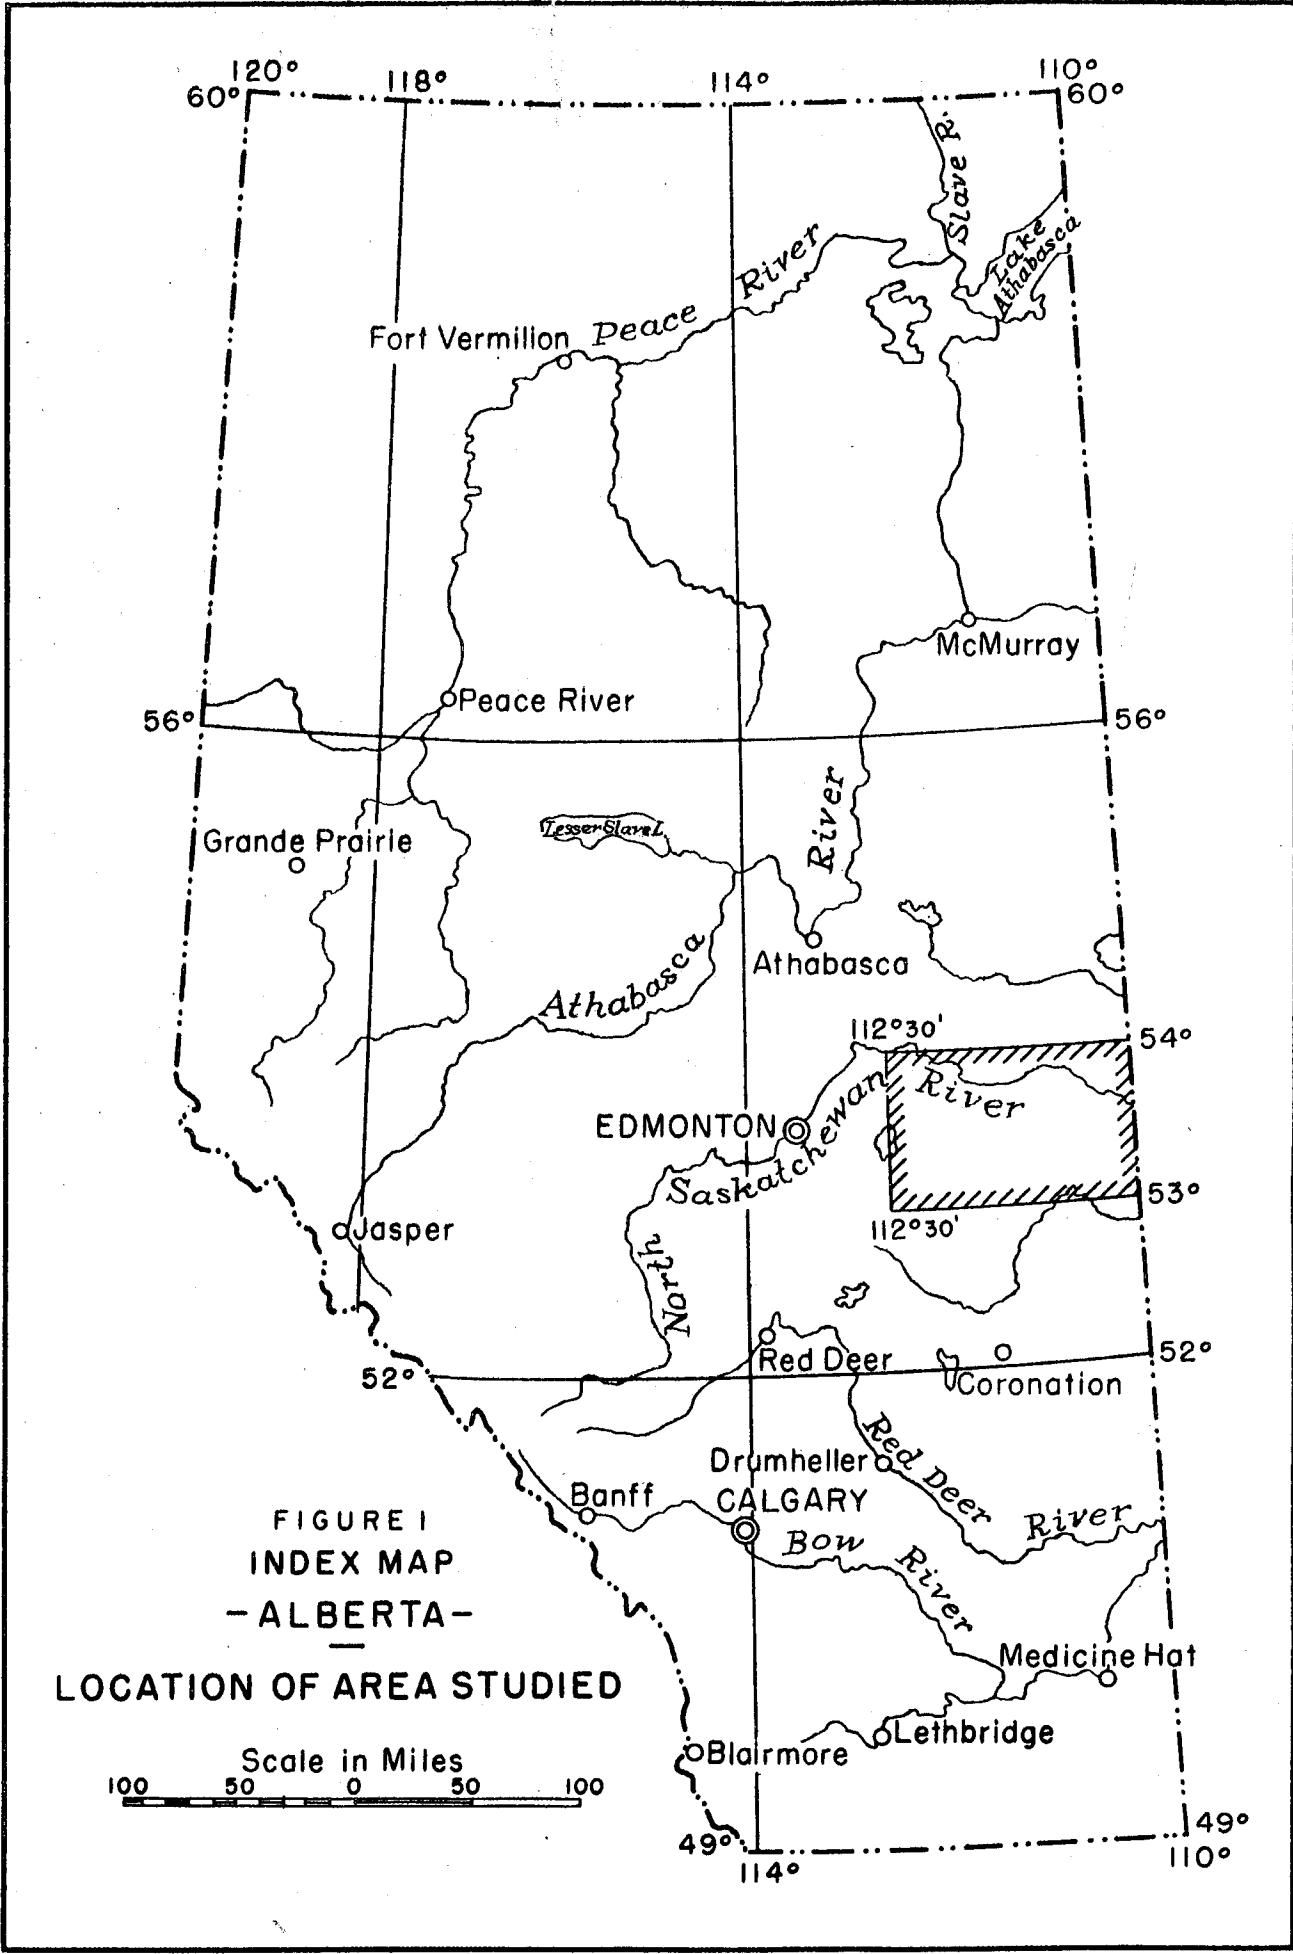 120°
118°
114°
110°
60°
60°
Slave R.
Lake
Athabasca
Peace River
Fort Vermilion
McMurray
Peace River
56°
56°
River
Lesser Slave L.
Grande Prairie
Athabasca
Athabasca
112°30'
54°
River
EDMONTON
Saskatchewan
53°
112°30'
Jasper
North
Red Deer
52°
52°
Coronation
Red Deer River
Drumheller
Banff
CALGARY
Bow River
FIGURE 1
INDEX MAP
-ALBERTA-
LOCATION OF AREA STUDIED
Medicine Hat
Lethbridge
Blairmore
Scale in Miles
100 50 0 50 100
49°
49°
114°
110°